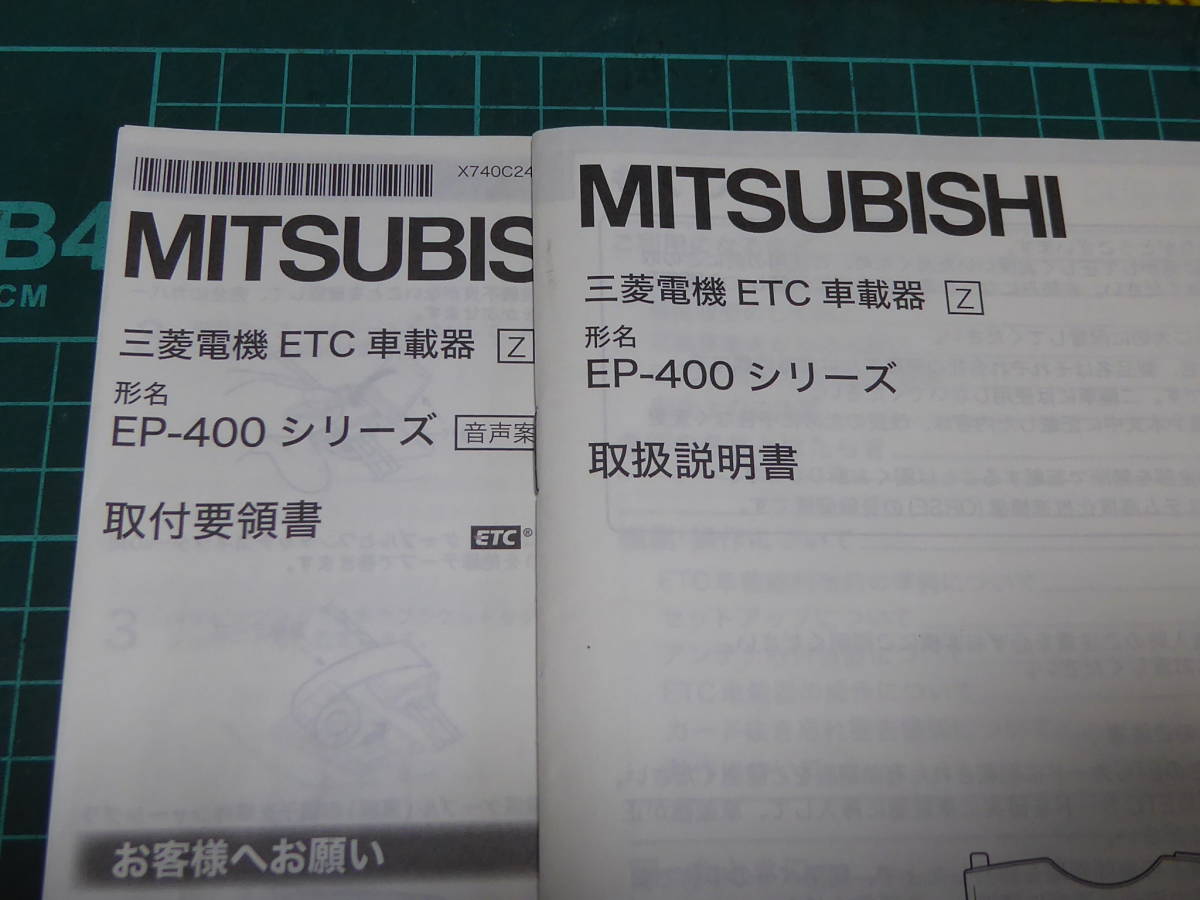 B4
CM
X740C24
MITSUBIS
三菱電機 ETC 車載器 Z
形名
EP-400 シリーズ 音声案
取付要領書
ETC®
3
お客様へお願い
MITSUBISHI
三菱電機 ETC 車載器 Z
形名
EP-400 シリーズ
取扱説明書